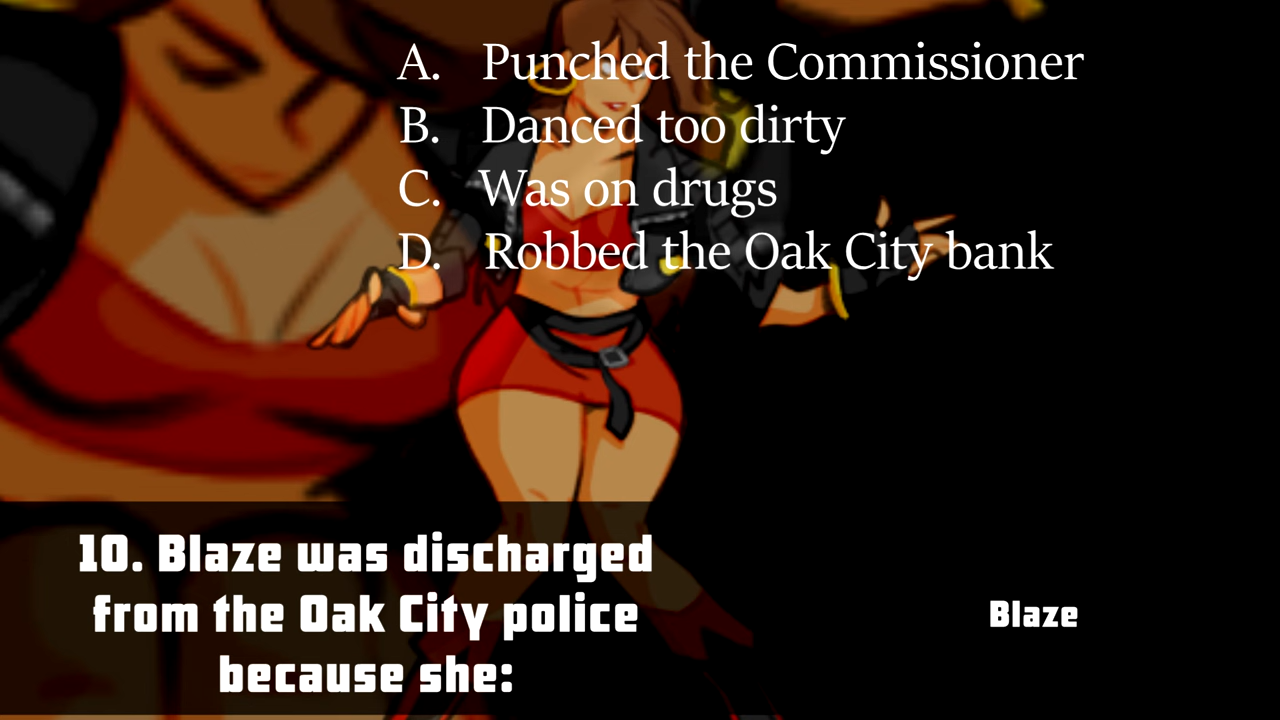 A. Punched the Commissioner
B. Danced too dirty
C. Was on drugs
D. Robbed the Oak City bank
10. Blaze was discharged
from the Oak City police
because she:
Blaze